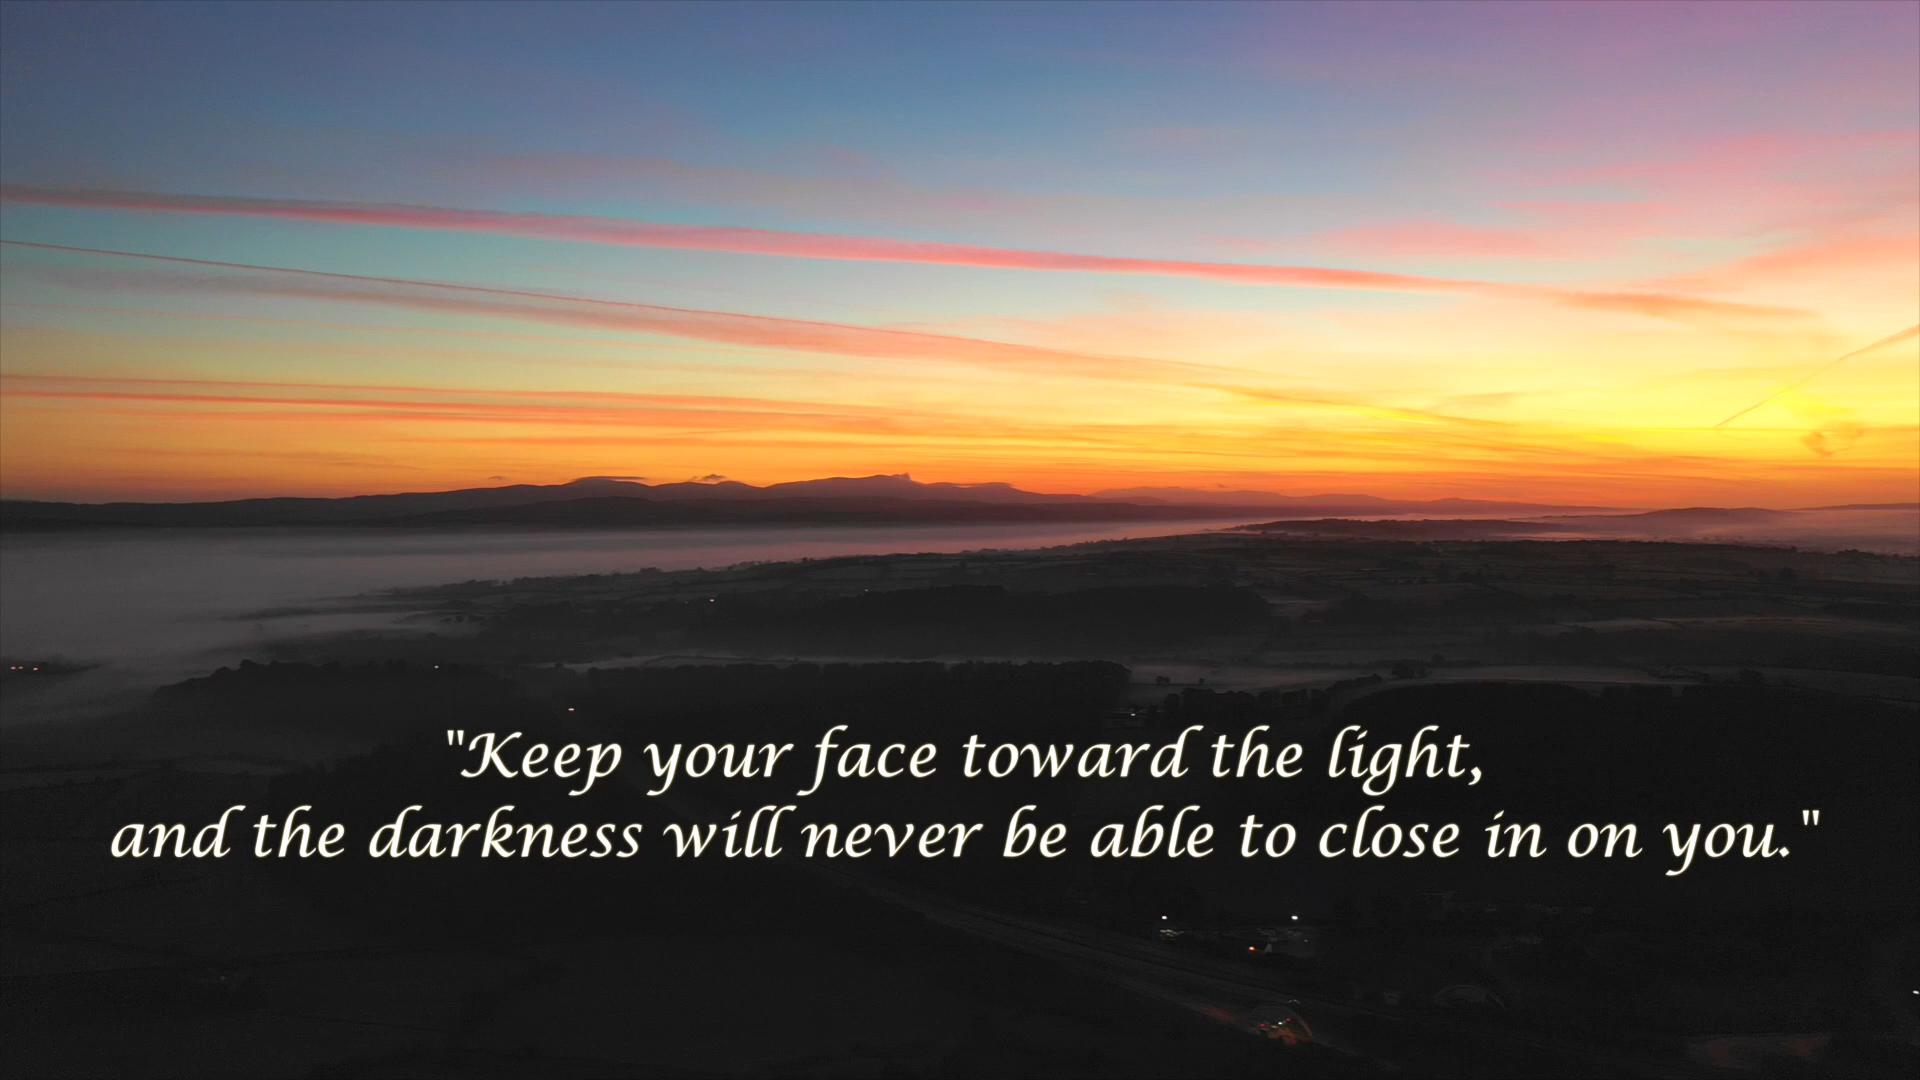 "Keep your face toward the light,
and the darkness will never be able to close in on you."